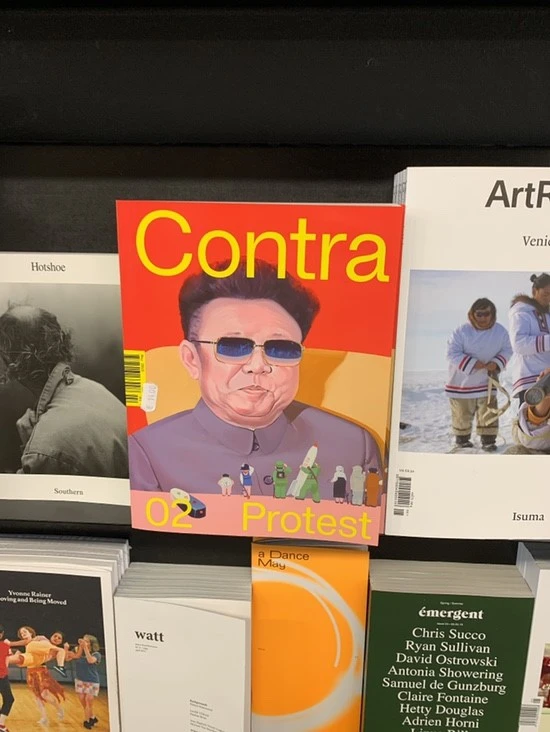 Contra
02
Protest
Hotshoe
Southern
ArtR
Venic
Isuma
Yvonne Rainer
oving and Being Moved
watt
a Dance
May
émergent
Chris Succo
Ryan Sullivan
David Ostrowski
Antonia Showering
Samuel de Gunzburg
Claire Fontaine
Hetty Douglas
Adrien Horni